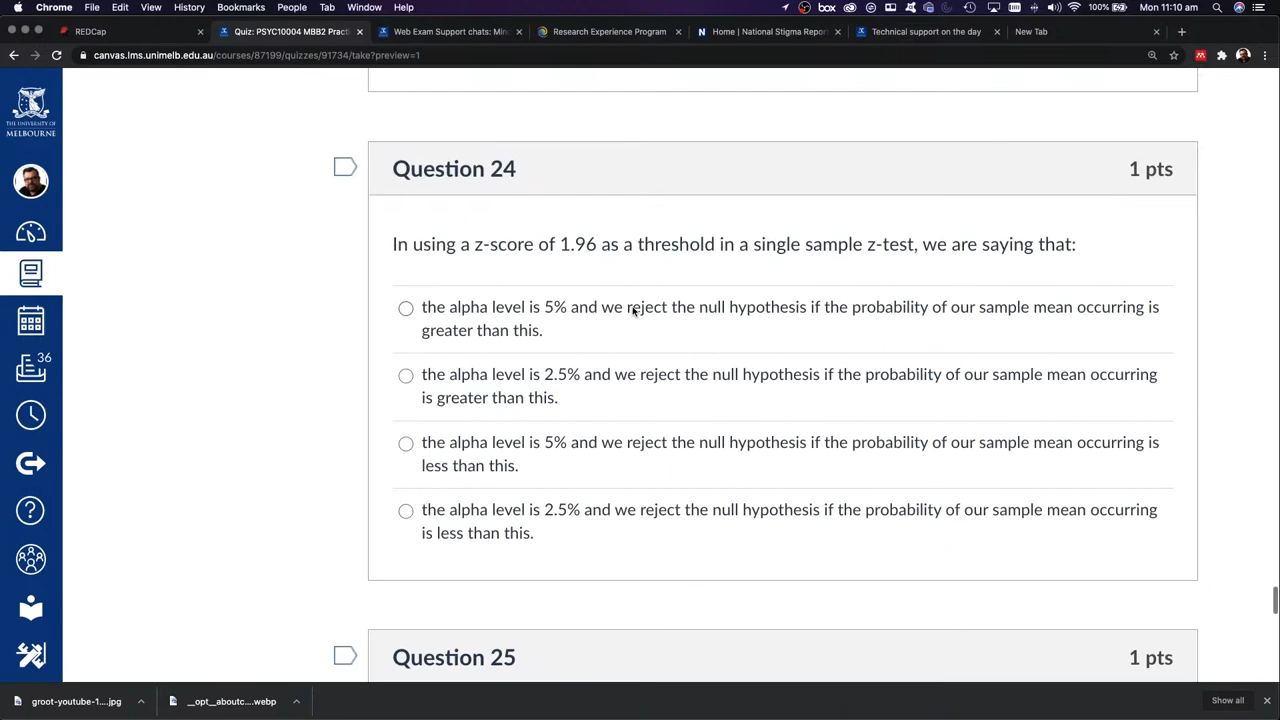 Chrome File Edit View History Bookmarks People Tab Window Help box 100% Mon 11:10 am
REDCap
Quiz: PSYC10004 MBB2 Practi
Web Exam Support chats: Min
Research Experience Program
Home | National Stigma Repor
Technical support on the day
New Tab
canvas.lms.unimelb.edu.au/courses/87199/quizzes/91734/take?preview=1
THE UNIVERSITY OF
MELBOURNE
36
Question 24
1 pts
In using a z-score of 1.96 as a threshold in a single sample z-test, we are saying that:
the alpha level is 5% and we reject the null hypothesis if the probability of our sample mean occurring is
greater than this.
the alpha level is 2.5% and we reject the null hypothesis if the probability of our sample mean occurring
is greater than this.
the alpha level is 5% and we reject the null hypothesis if the probability of our sample mean occurring is
less than this.
the alpha level is 2.5% and we reject the null hypothesis if the probability of our sample mean occurring
is less than this.
Question 25
1 pts
groot-youtube-1....jpg
__opt__aboutc....webp
Show all